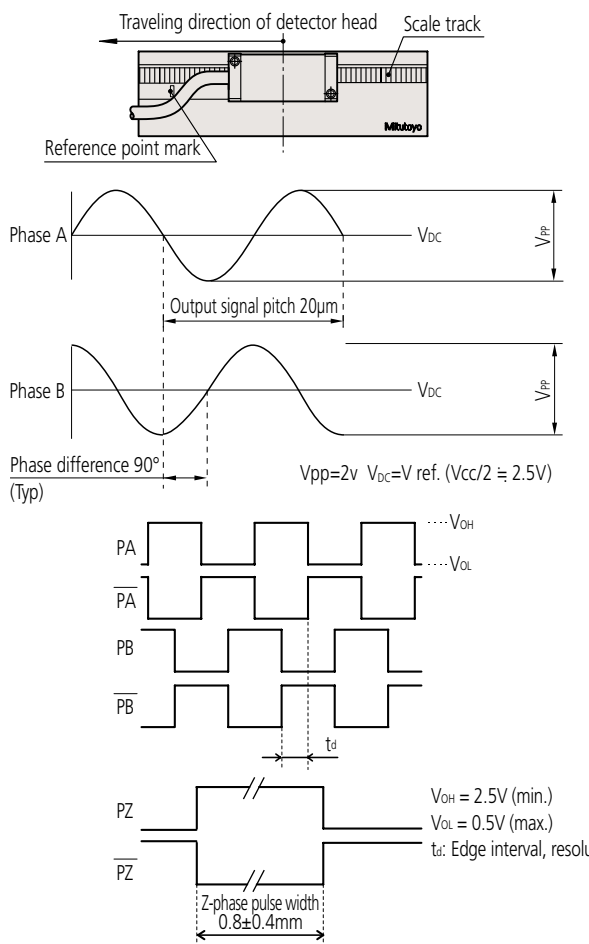 Traveling direction of detector head
Scale track
Mitutoyo
Reference point mark
Phase A
VDC
VPP
Output signal pitch 20µm
Phase B
VDC
VPP
Phase difference 90°
(Typ)
Vpp=2v VDC=V ref. (Vcc/2 ≒ 2.5V)
PA
VOH
VOL
PA
PB
PB
td
PZ
VOH = 2.5V (min.)
VOL = 0.5V (max.)
td: Edge interval, resolu
PZ
Z-phase pulse width
0.8±0.4mm